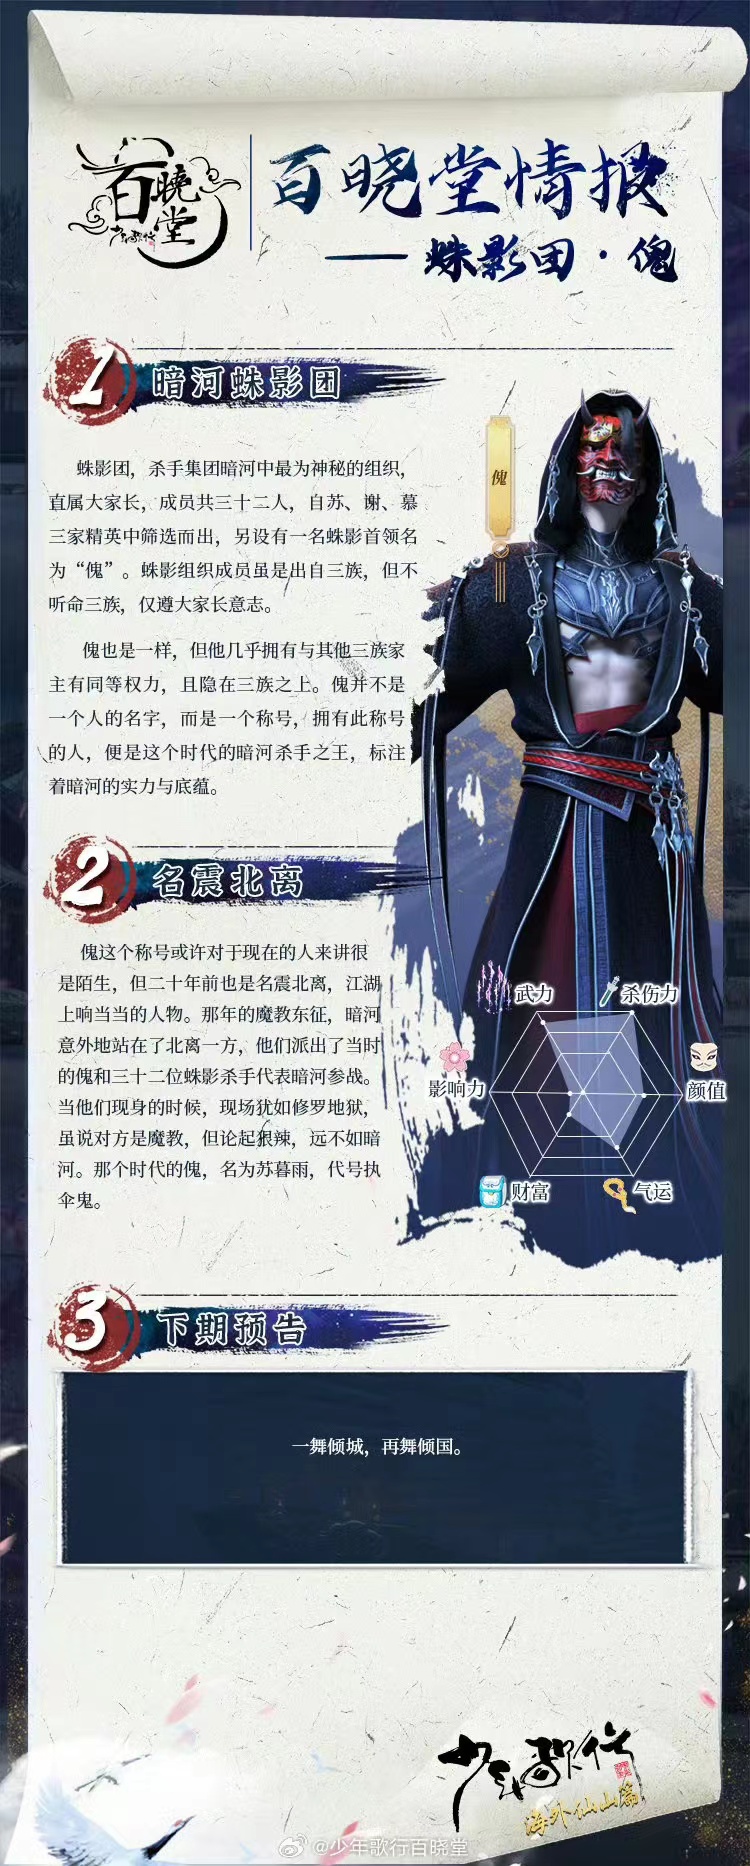 百晓堂
少年歌行
百晓堂情报
——蛛影团·傀
1 暗河蛛影团
蛛影团，杀手集团暗河中最为神秘的组织，
直属大家长，成员共三十二人，自苏、谢、慕
三家精英中筛选而出，另设有一名蛛影首领名
为“傀”。蛛影组织成员虽是出自三族，但不
听命三族，仅遵大家长意志。
傀也是一样，但他几乎拥有与其他三族家
主有同等权力，且隐在三族之上。傀并不是
一个人的名字，而是一个称号，拥有此称号
的人，便是这个时代的暗河杀手之王，标注
着暗河的实力与底蕴。
傀
2 名震北离
傀这个称号或许对于现在的人来讲很
是陌生，但二十年前也是名震北离，江湖
上响当当的人物。那年的魔教东征，暗河
意外地站在了北离一方，他们派出了当时
的傀和三十二位蛛影杀手代表暗河参战。
当他们现身的时候，现场犹如修罗地狱，
虽说对方是魔教，但论起狠辣，远不如暗
河。那个时代的傀，名为苏暮雨，代号执
伞鬼。
武力
杀伤力
影响力
颜值
财富
气运
3 下期预告
一舞倾城，再舞倾国。
少年歌行
海外仙山篇
@少年歌行百晓堂